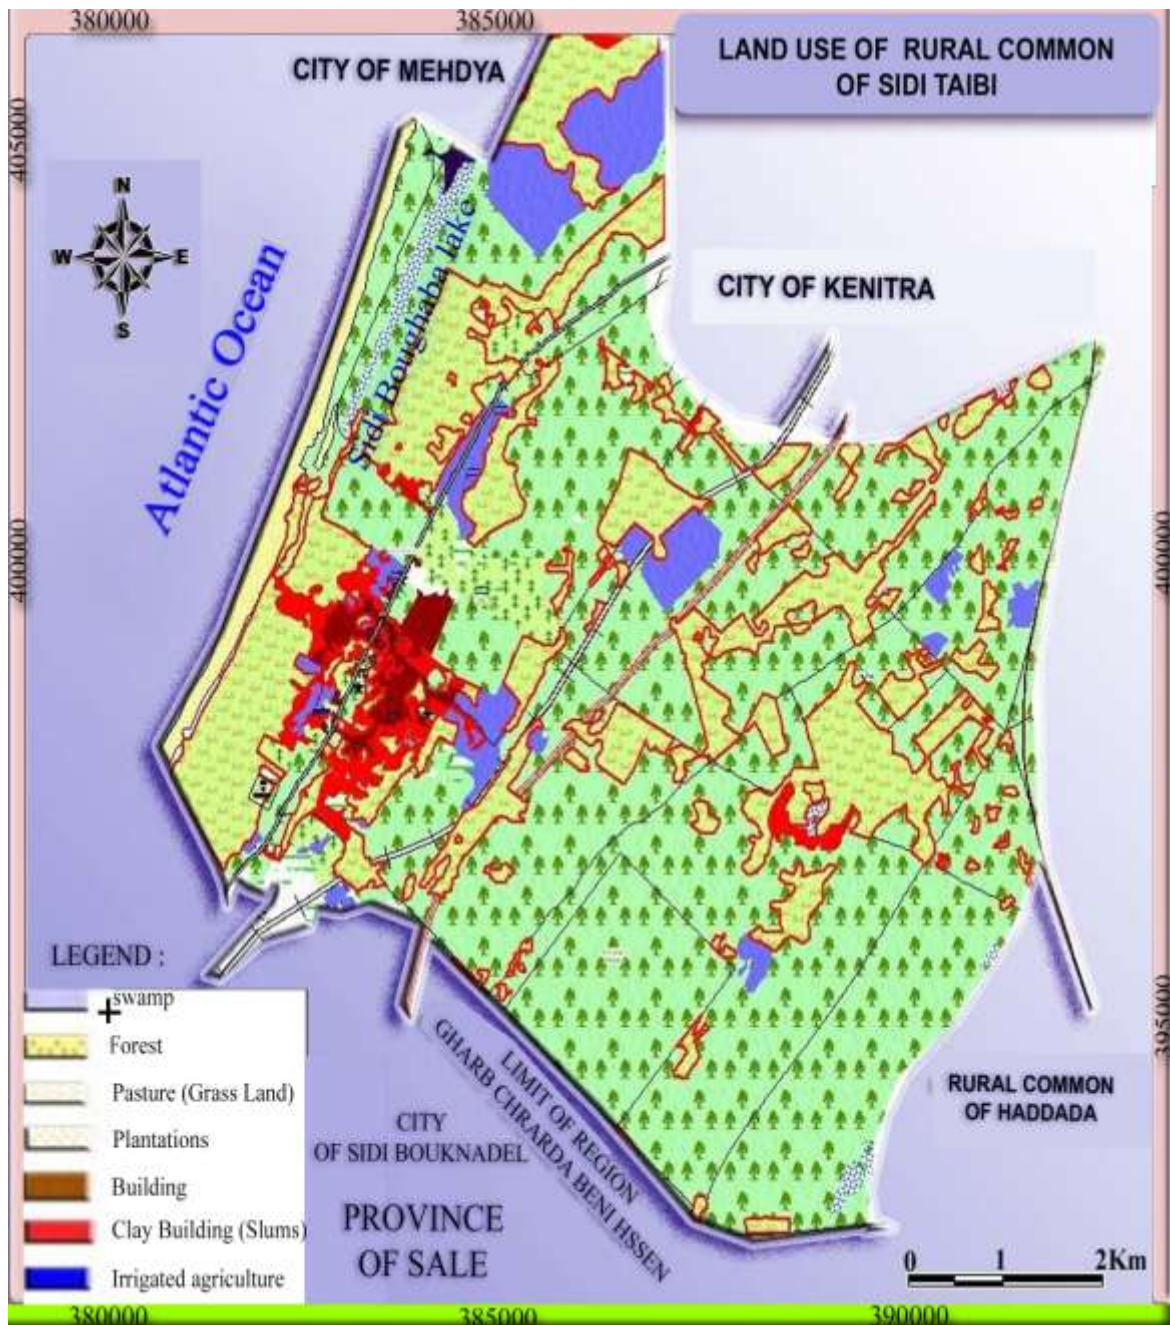 380000
385000
LAND USE OF RURAL COMMON
OF SIDI TAIBI
CITY OF MEHDYA
405000
N
W
E
S
Sidi Boughaba lake
Atlantic Ocean
CITY OF KENITRA
400000
400000
395000
LEGEND :
swamp
Forest
Pasture (Grass Land)
Plantations
Building
Clay Building (Slums)
Irrigated agriculture
LIMIT OF REGION
GHARB CHRARDA BENI HSSEN
CITY
OF SIDI BOUKNADEL
PROVINCE
OF SALE
RURAL COMMON
OF HADDADA
0 1 2Km
380000
385000
390000